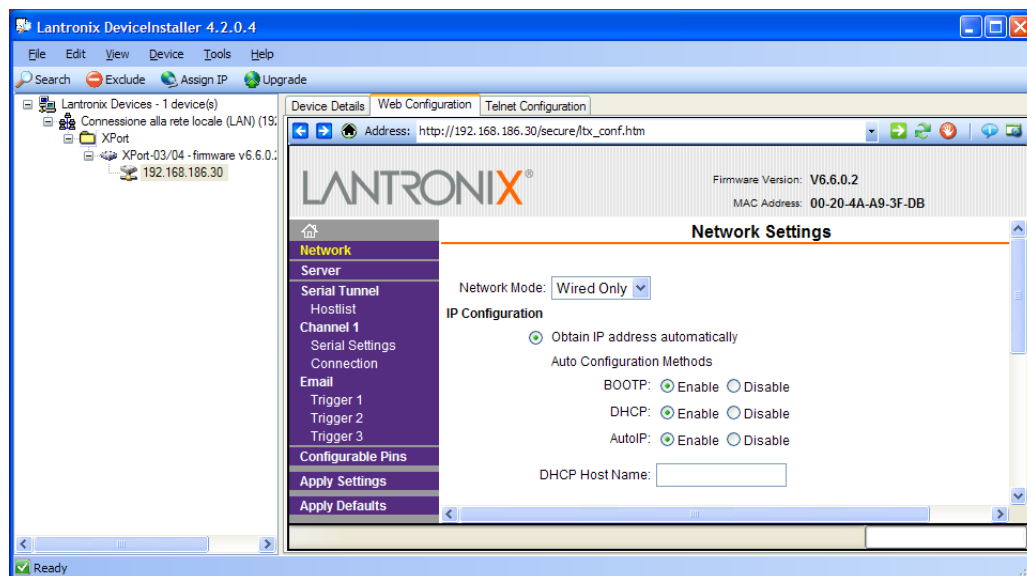 Lantronix DeviceInstaller 4.2.0.4
File Edit View Device Tools Help
Search Exclude Assign IP Upgrade
Lantronix Devices - 1 device(s)
Connessione alla rete locale (LAN) (192
XPort
XPort-03/04 - firmware v6.6.0.2
192.168.186.30
Device Details Web Configuration Telnet Configuration
Address: http://192.168.186.30/secure/ltx_conf.htm
LANTRONIX®
Firmware Version: V6.6.0.2
MAC Address: 00-20-4A-A9-3F-DB
Network
Server
Serial Tunnel
Hostlist
Channel 1
Serial Settings
Connection
Email
Trigger 1
Trigger 2
Trigger 3
Configurable Pins
Apply Settings
Apply Defaults
Network Settings
Network Mode: Wired Only
IP Configuration
Obtain IP address automatically
Auto Configuration Methods
BOOTP: Enable Disable
DHCP: Enable Disable
AutoIP: Enable Disable
DHCP Host Name:
Ready